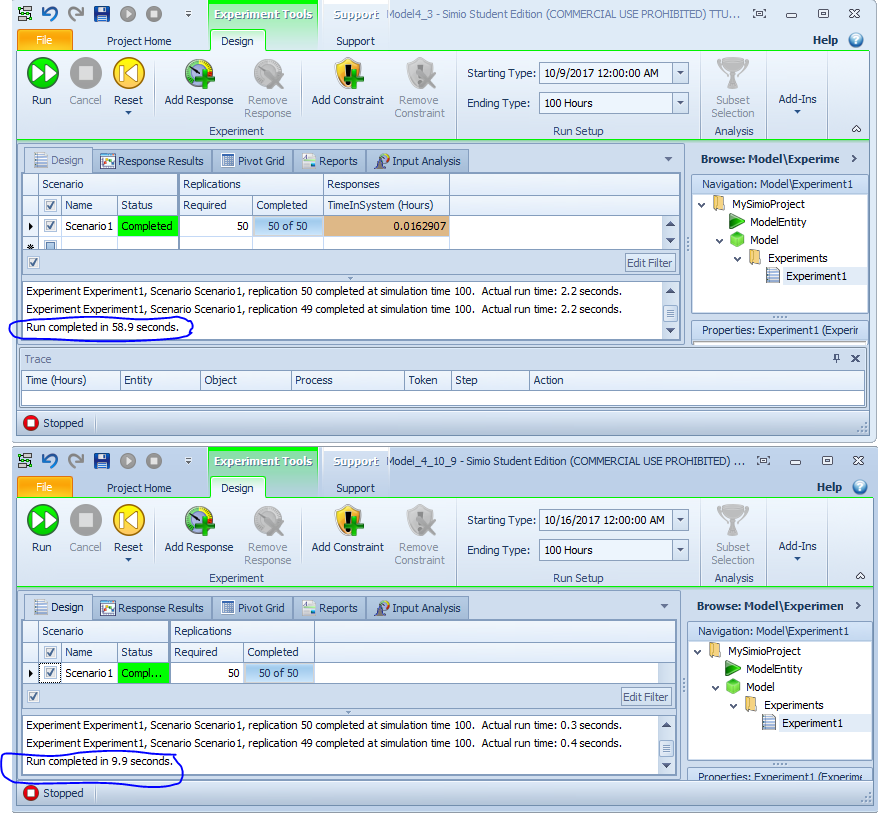 Experiment Tools Support Model4_3 - Simio Student Edition (COMMERCIAL USE PROHIBITED) TTU...
File Project Home Design Support Help
Run Cancel Reset Add Response Remove Response Add Constraint Remove Constraint Starting Type: 10/9/2017 12:00:00 AM Subset Selection Add-Ins
Ending Type: 100 Hours
Experiment Run Setup Analysis
Design Response Results Pivot Grid Reports Input Analysis Browse: Model\Experime
Scenario Replications Responses Navigation: Model\Experiment1
Name Status Required Completed TimeInSystem (Hours) MySimioProject
Scenario1 Completed 50 50 of 50 0.0162907 ModelEntity
Model
Edit Filter Experiments
Experiment1
Experiment Experiment1, Scenario Scenario1, replication 50 completed at simulation time 100. Actual run time: 2.2 seconds.
Experiment Experiment1, Scenario Scenario1, replication 49 completed at simulation time 100. Actual run time: 2.2 seconds.
Run completed in 58.9 seconds. Properties: Experiment1 (Experir
Trace
Time (Hours) Entity Object Process Token Step Action
Stopped
Experiment Tools Support Model_4_10_9 - Simio Student Edition (COMMERCIAL USE PROHIBITED) ...
File Project Home Design Support Help
Run Cancel Reset Add Response Remove Response Add Constraint Remove Constraint Starting Type: 10/16/2017 12:00:00 AM Subset Selection Add-Ins
Ending Type: 100 Hours
Experiment Run Setup Analysis
Design Response Results Pivot Grid Reports Input Analysis Browse: Model\Experimen
Scenario Replications Navigation: Model\Experiment1
Name Status Required Completed MySimioProject
Scenario1 Compl... 50 50 of 50 ModelEntity
Model
Edit Filter Experiments
Experiment1
Experiment Experiment1, Scenario Scenario1, replication 50 completed at simulation time 100. Actual run time: 0.3 seconds.
Experiment Experiment1, Scenario Scenario1, replication 49 completed at simulation time 100. Actual run time: 0.4 seconds.
Run completed in 9.9 seconds. Properties: Experiment1 (Experime
Stopped